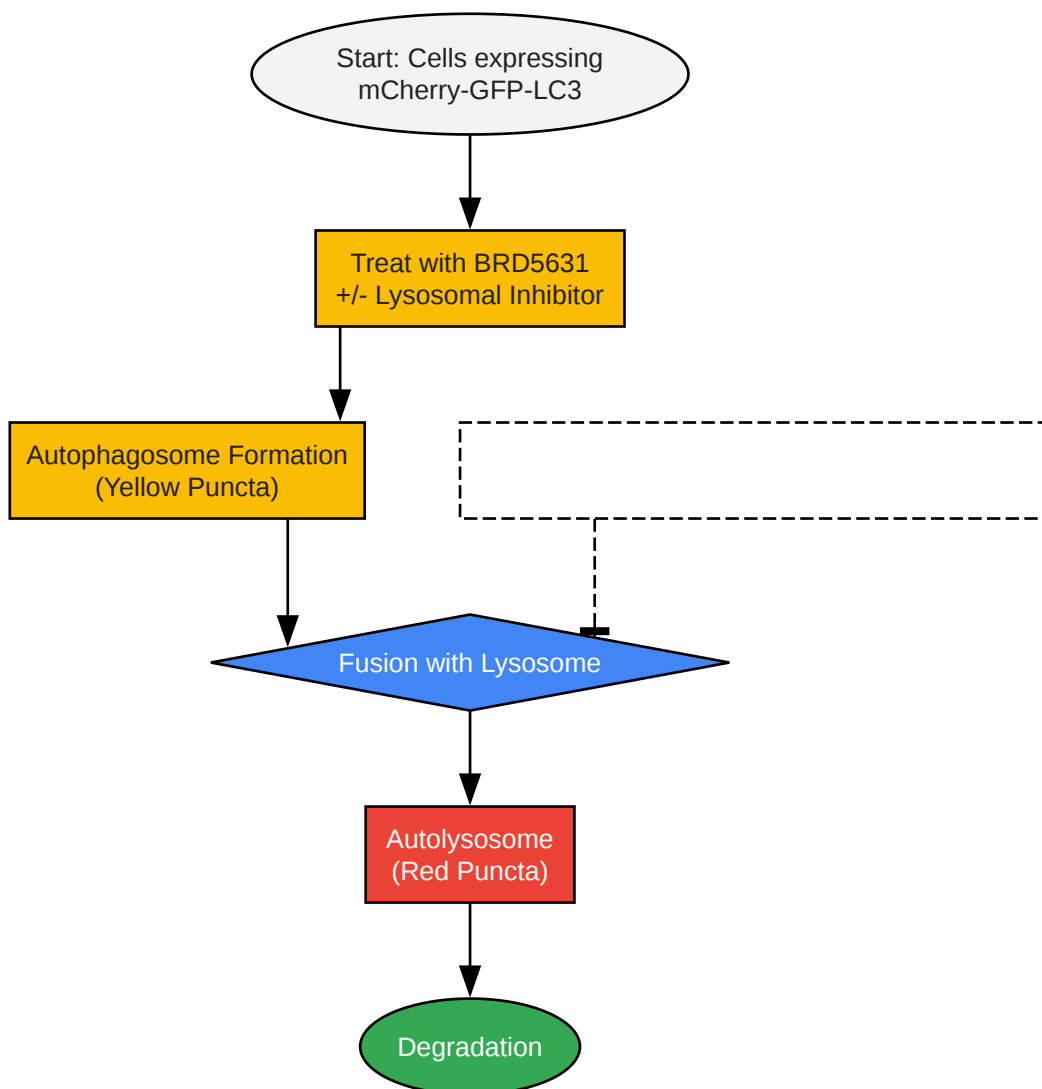 Start: Cells expressing
mCherry-GFP-LC3
Treat with BRD5631
+/- Lysosomal Inhibitor
Autophagosome Formation
(Yellow Puncta)
Fusion with Lysosome
Autolysosome
(Red Puncta)
Degradation